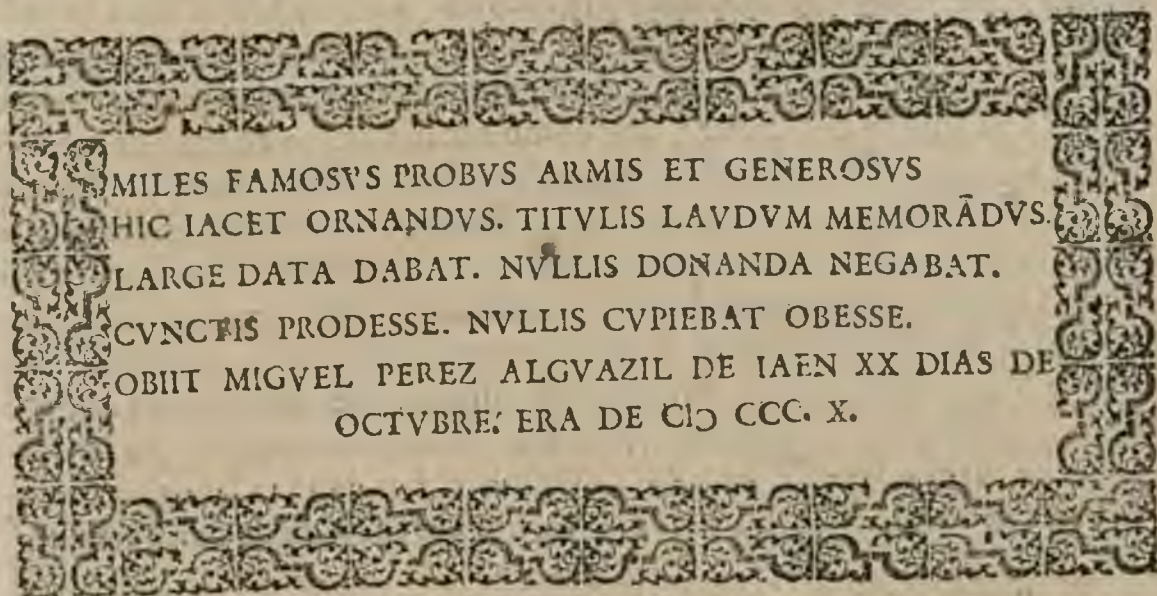 MILES FAMOSVS PROBVS ARMIS ET GENEROSVS
HIC IACET ORNANDVS. TITVLIS LAVDVM MEMORÃDVS.
LARGE DATA DABAT. NVLLIS DONANDA NEGABAT.
CVNCTIS PRODESSE. NVLLIS CVPIEBAT OBESSE.
OBIIT MIGVEL PEREZ ALGVAZIL DE IAEN XX DIAS DE
OCTVBRE: ERA DE CIↃ CCC. X.